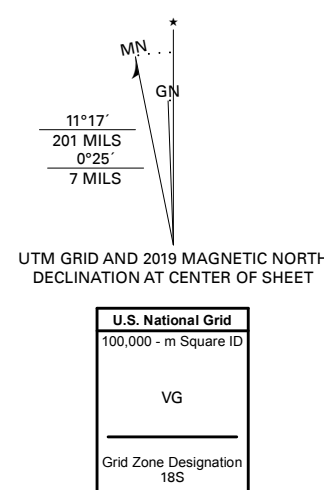 ★
MN
GN
11°17´
201 MILS
0°25´
7 MILS
UTM GRID AND 2019 MAGNETIC NORTH
DECLINATION AT CENTER OF SHEET
U.S. National Grid
100,000 - m Square ID
VG
Grid Zone Designation
18S